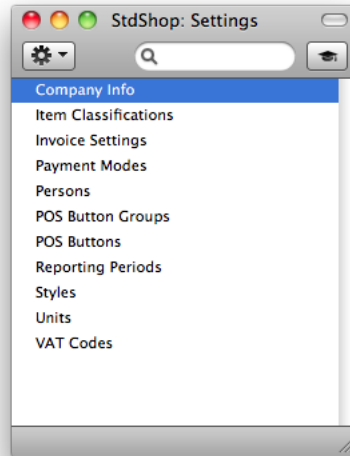 StdShop: Settings
Company Info
Item Classifications
Invoice Settings
Payment Modes
Persons
POS Button Groups
POS Buttons
Reporting Periods
Styles
Units
VAT Codes